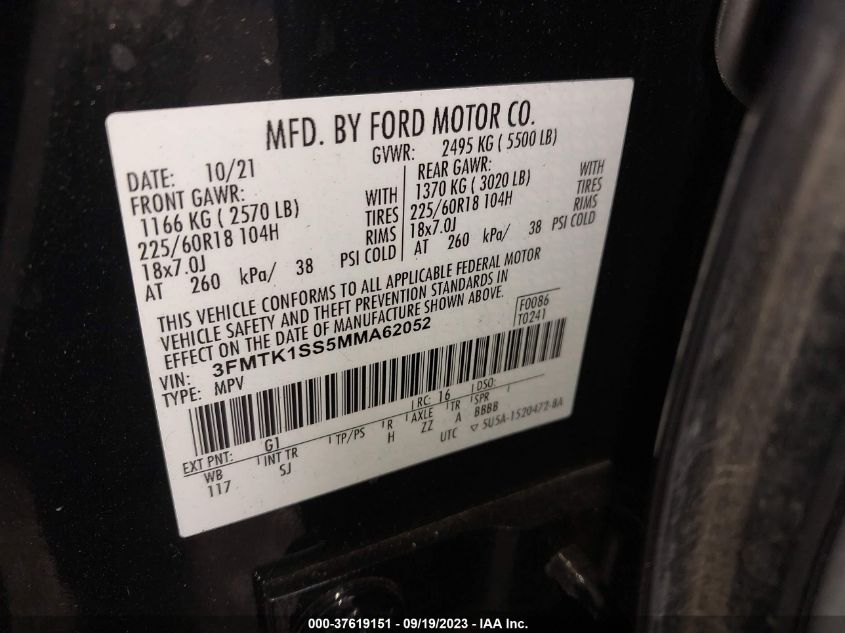 MFD. BY FORD MOTOR CO.
DATE: 10/21 GVWR: 2495 KG ( 5500 LB)
FRONT GAWR: WITH
1166 KG ( 2570 LB) TIRES
225/60R18 104H RIMS
18x7.0J
AT 260 kPa/ 38 PSI COLD
REAR GAWR: WITH
1370 KG ( 3020 LB) TIRES
225/60R18 104H RIMS
18x7.0J
AT 260 kPa/ 38 PSI COLD
THIS VEHICLE CONFORMS TO ALL APPLICABLE FEDERAL MOTOR
VEHICLE SAFETY AND THEFT PREVENTION STANDARDS IN
EFFECT ON THE DATE OF MANUFACTURE SHOWN ABOVE.
F0086
T0241
VIN: 3FMTK1SS5MMA62052
TYPE: MPV
EXT PNT: G1 RC: 16 DSO:
WB INT TR TP/PS R AXLE TR SPR
117 SJ H ZZ A BBBB
UTC ▽ 5U5A-1520472-BA
000-37619151 - 09/19/2023 - IAA Inc.